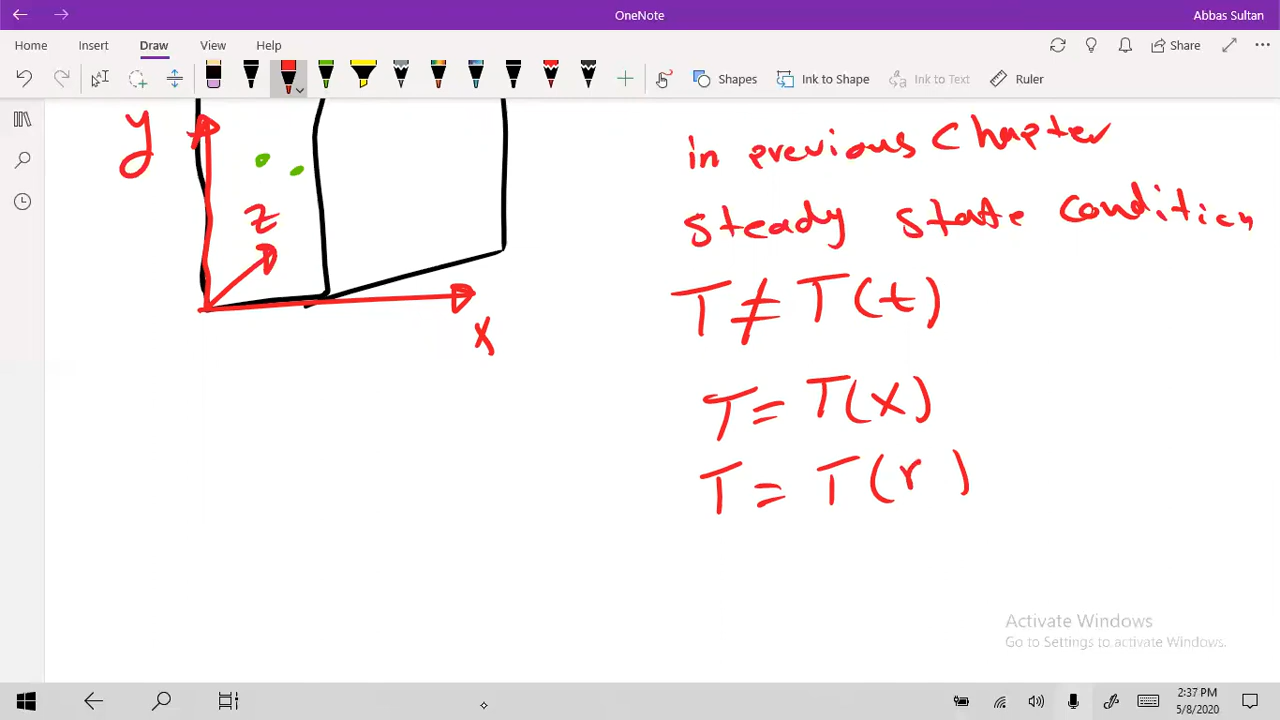 OneNote
Abbas Sultan
Home Insert Draw View Help
Share
Shapes
Ink to Shape
Ink to Text
Ruler
y
z
x
in previous Chapter
steady state condition
T ≠ T(t)
T = T(x)
T = T(r )
Activate Windows
Go to Settings to activate Windows.
2:37 PM
5/8/2020